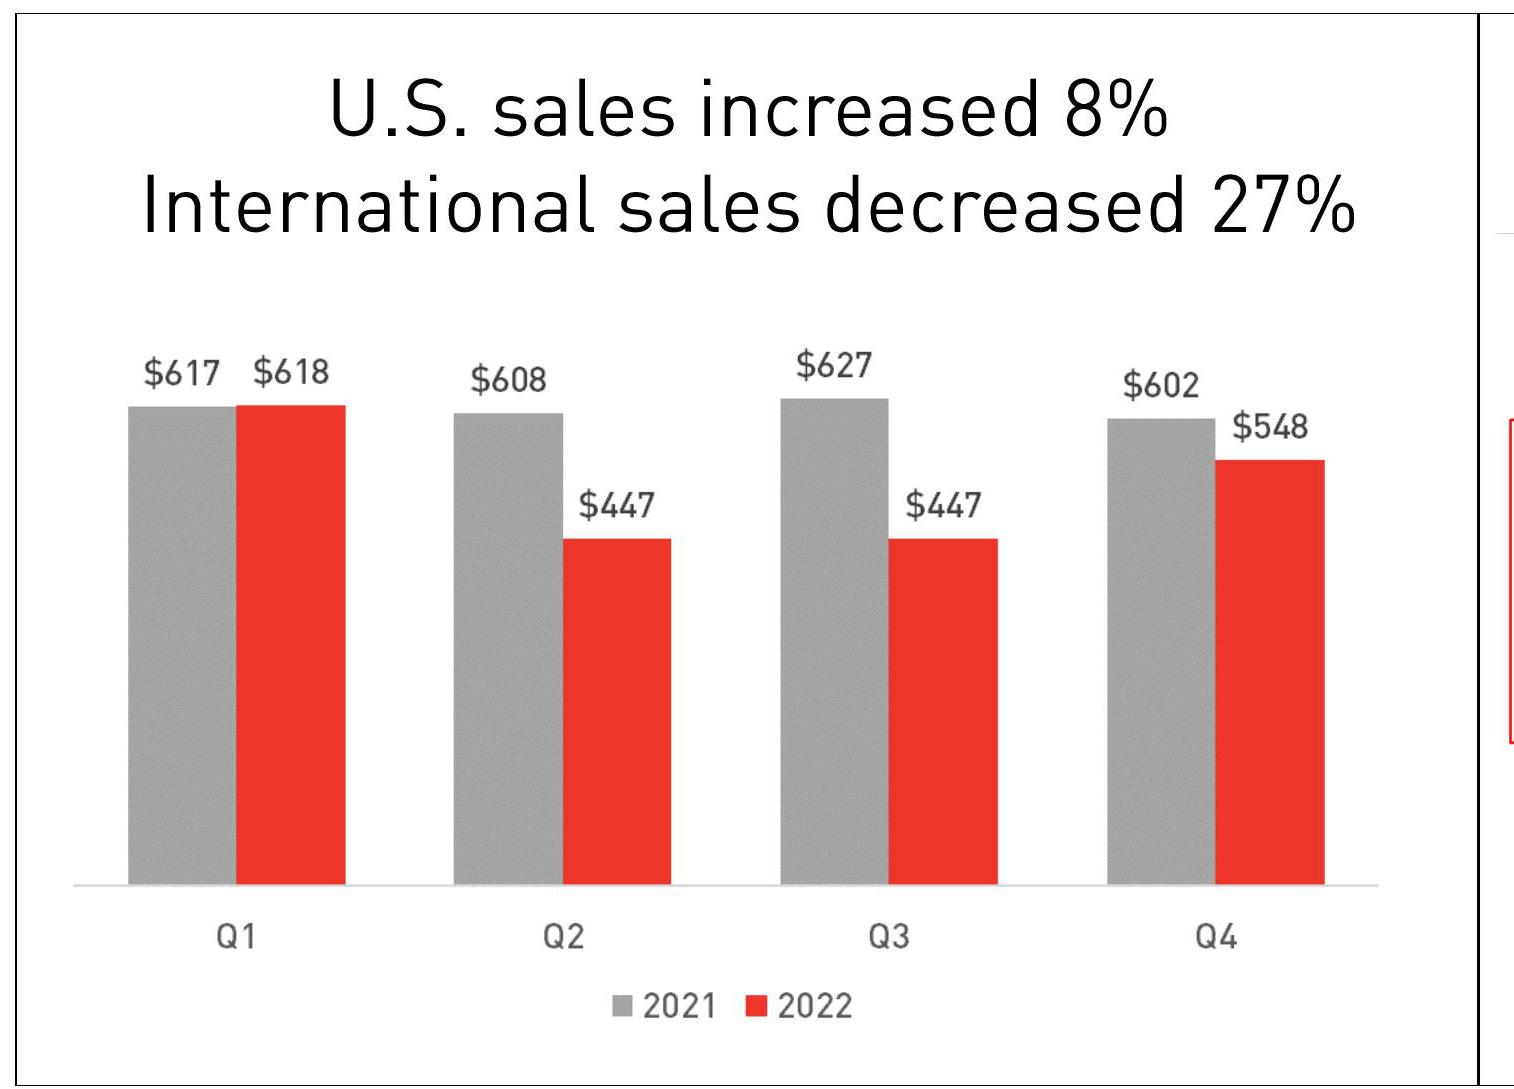 U.S. sales increased 8%
International sales decreased 27%
$617 $618 $608 $447 $627 $447 $602 $548
Q1 Q2 Q3 Q4
2021 2022